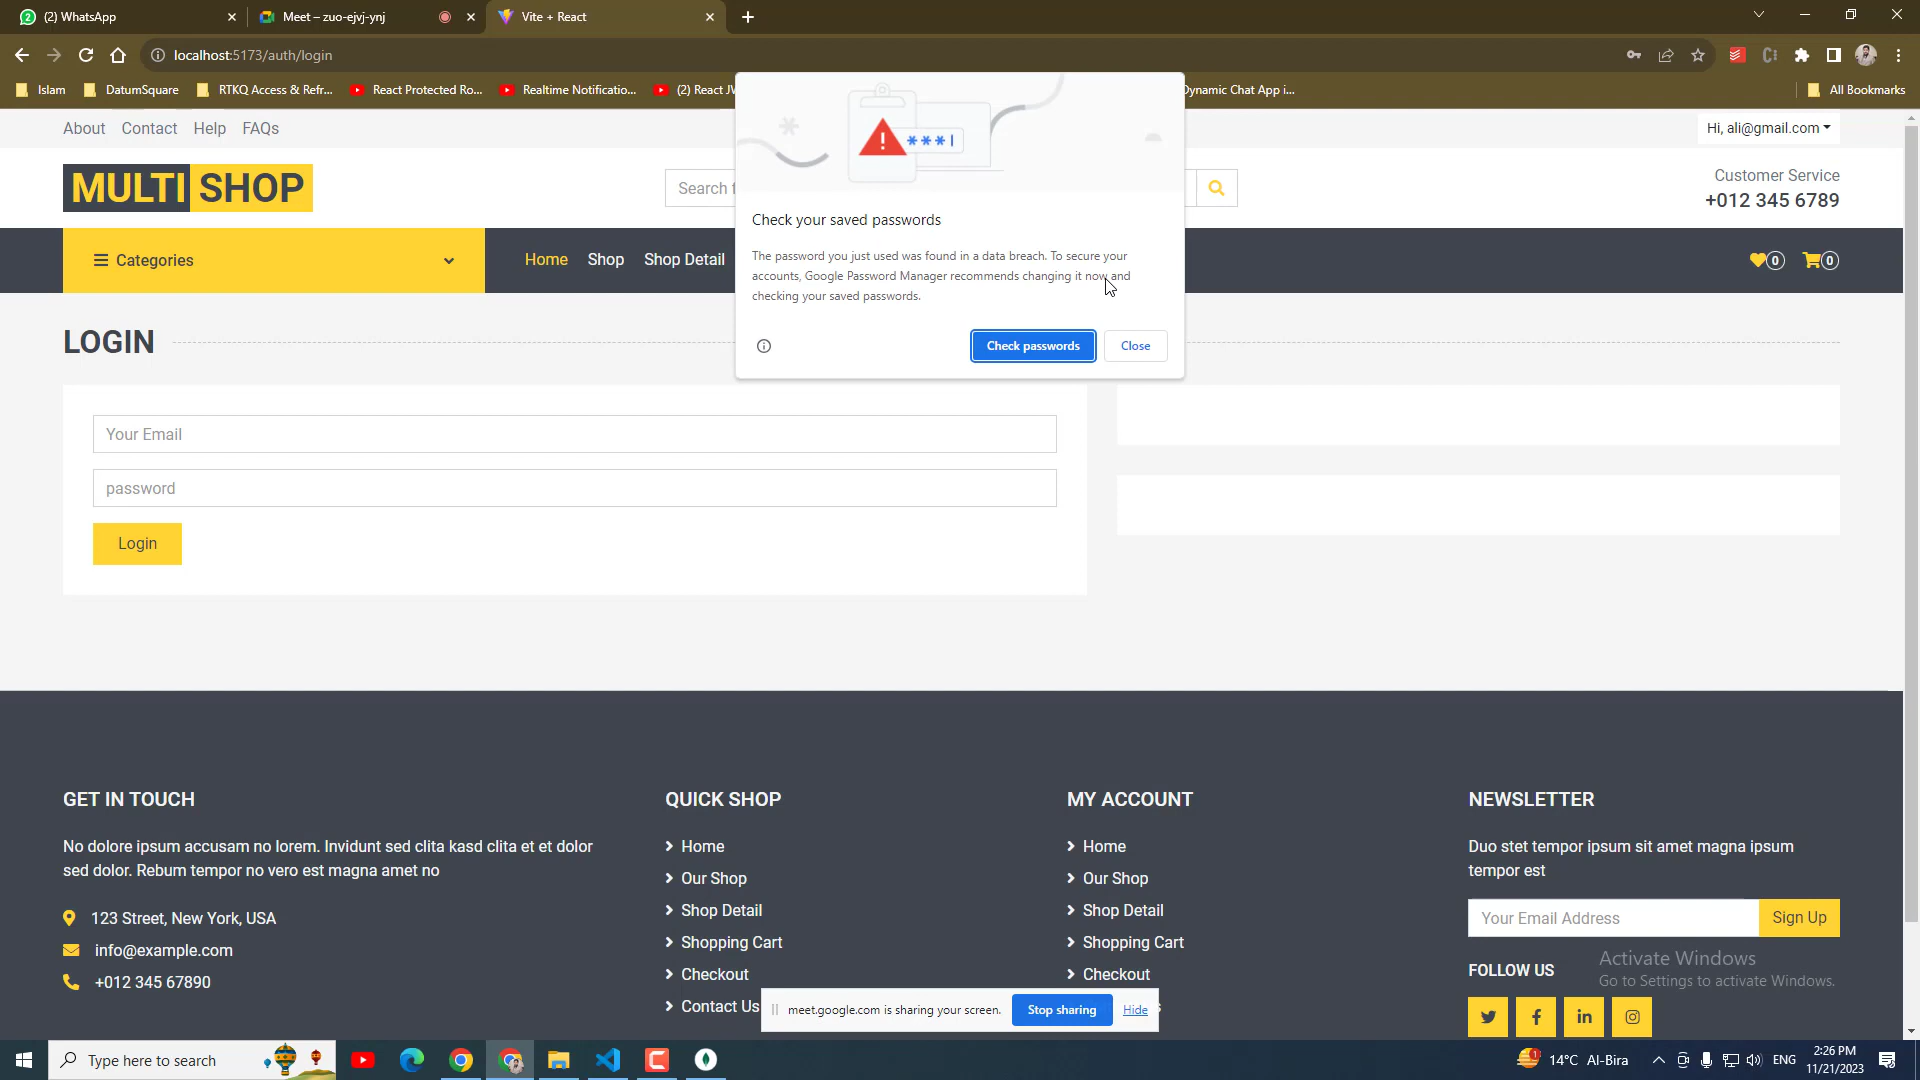 (2) WhatsApp
Meet – zuo-ejvj-ynj
Vite + React
localhost:5173/auth/login
Islam
DatumSquare
RTKQ Access & Refr...
React Protected Ro...
Realtime Notificatio...
(2) React JW
Dynamic Chat App i...
All Bookmarks
About
Contact
Help
FAQs
Hi, ali@gmail.com
MULTI SHOP
Search f
Customer Service
+012 345 6789
***
Check your saved passwords
The password you just used was found in a data breach. To secure your
accounts, Google Password Manager recommends changing it now and
checking your saved passwords.
Check passwords
Close
Categories
Home
Shop
Shop Detail
0
0
LOGIN
Your Email
password
Login
GET IN TOUCH
No dolore ipsum accusam no lorem. Invidunt sed clita kasd clita et et dolor
sed dolor. Rebum tempor no vero est magna amet no
123 Street, New York, USA
info@example.com
+012 345 67890
QUICK SHOP
Home
Our Shop
Shop Detail
Shopping Cart
Checkout
Contact Us
MY ACCOUNT
Home
Our Shop
Shop Detail
Shopping Cart
Checkout
NEWSLETTER
Duo stet tempor ipsum sit amet magna ipsum
tempor est
Your Email Address
Sign Up
FOLLOW US
Activate Windows
Go to Settings to activate Windows.
meet.google.com is sharing your screen.
Stop sharing
Hide
Type here to search
14°C Al-Bira
ENG
2:26 PM
11/21/2023